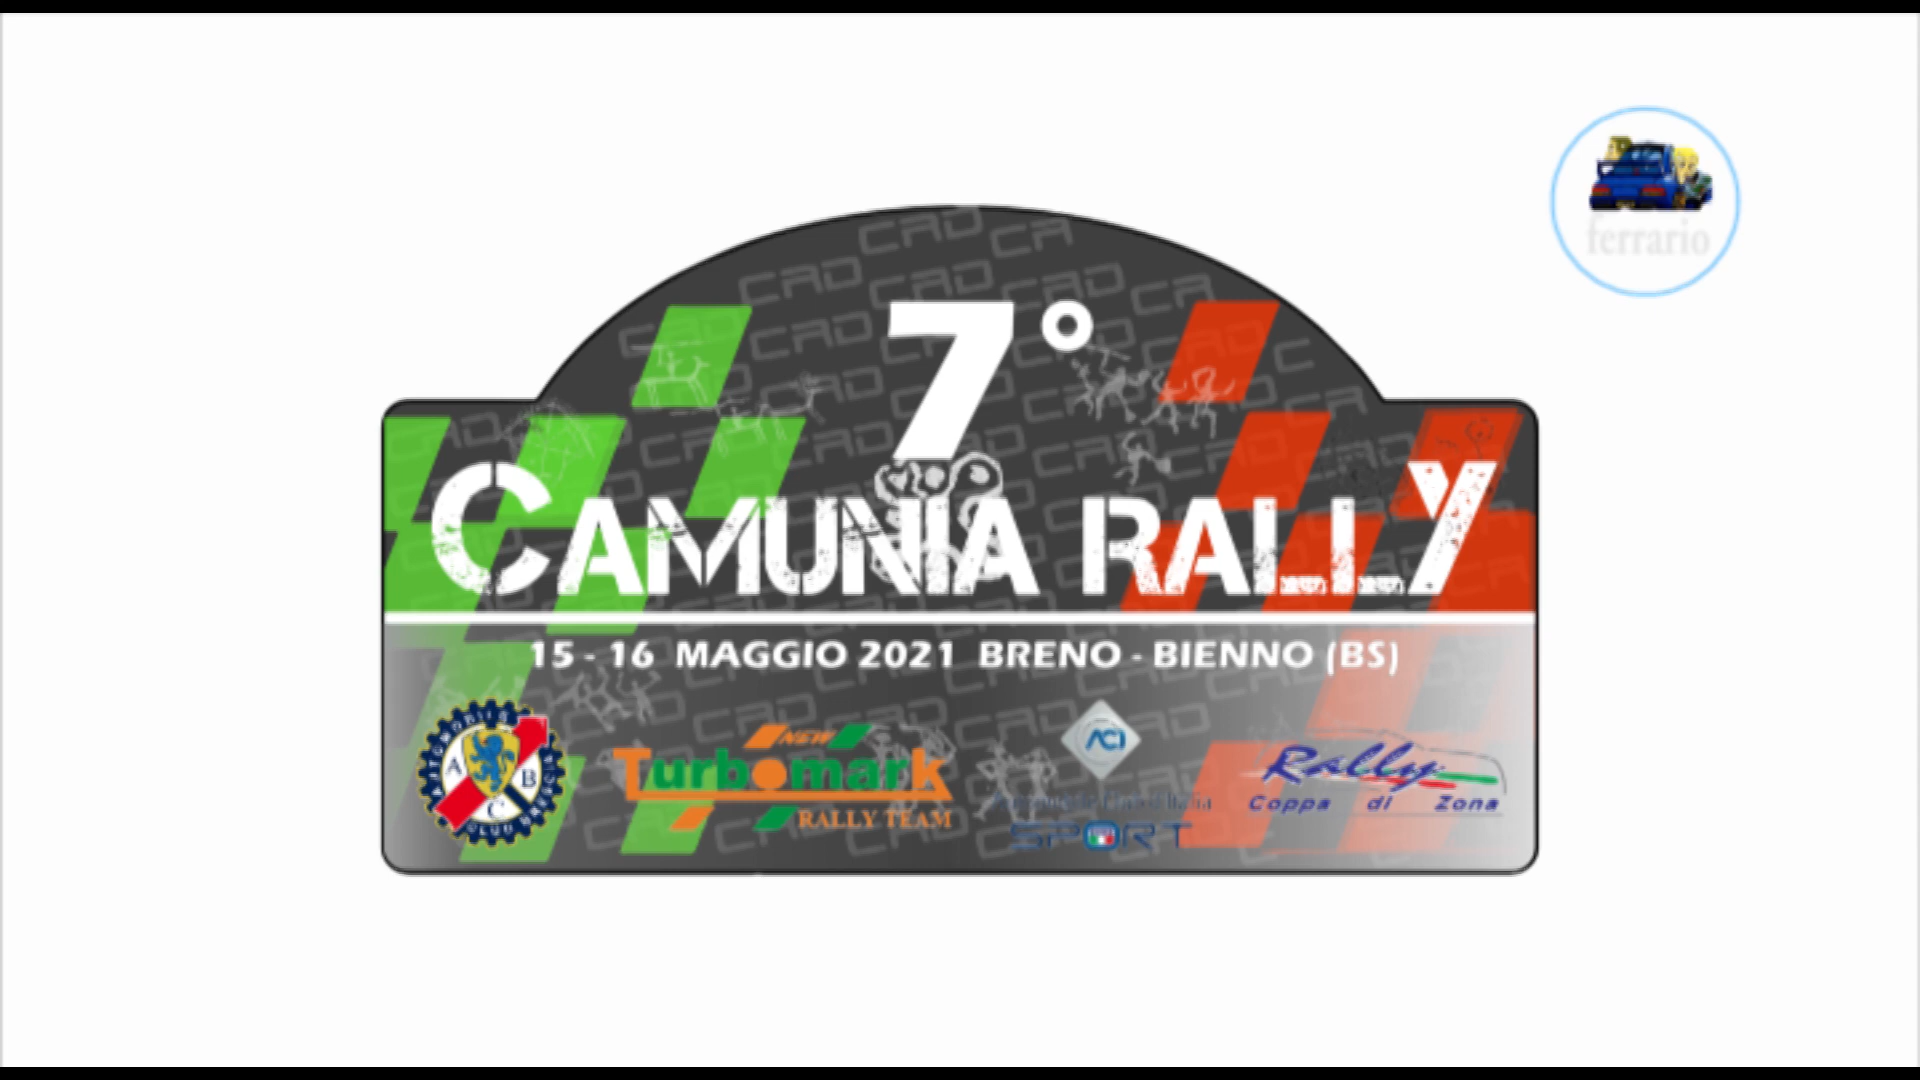 ferrario
7°
CAMUNIA RALLY
15 - 16 MAGGIO 2021 BRENO - BIENNO (BS)
NEW
Turbomark
RALLY TEAM
A B C
ACI
SPORT
Rally
Coppa di Zona